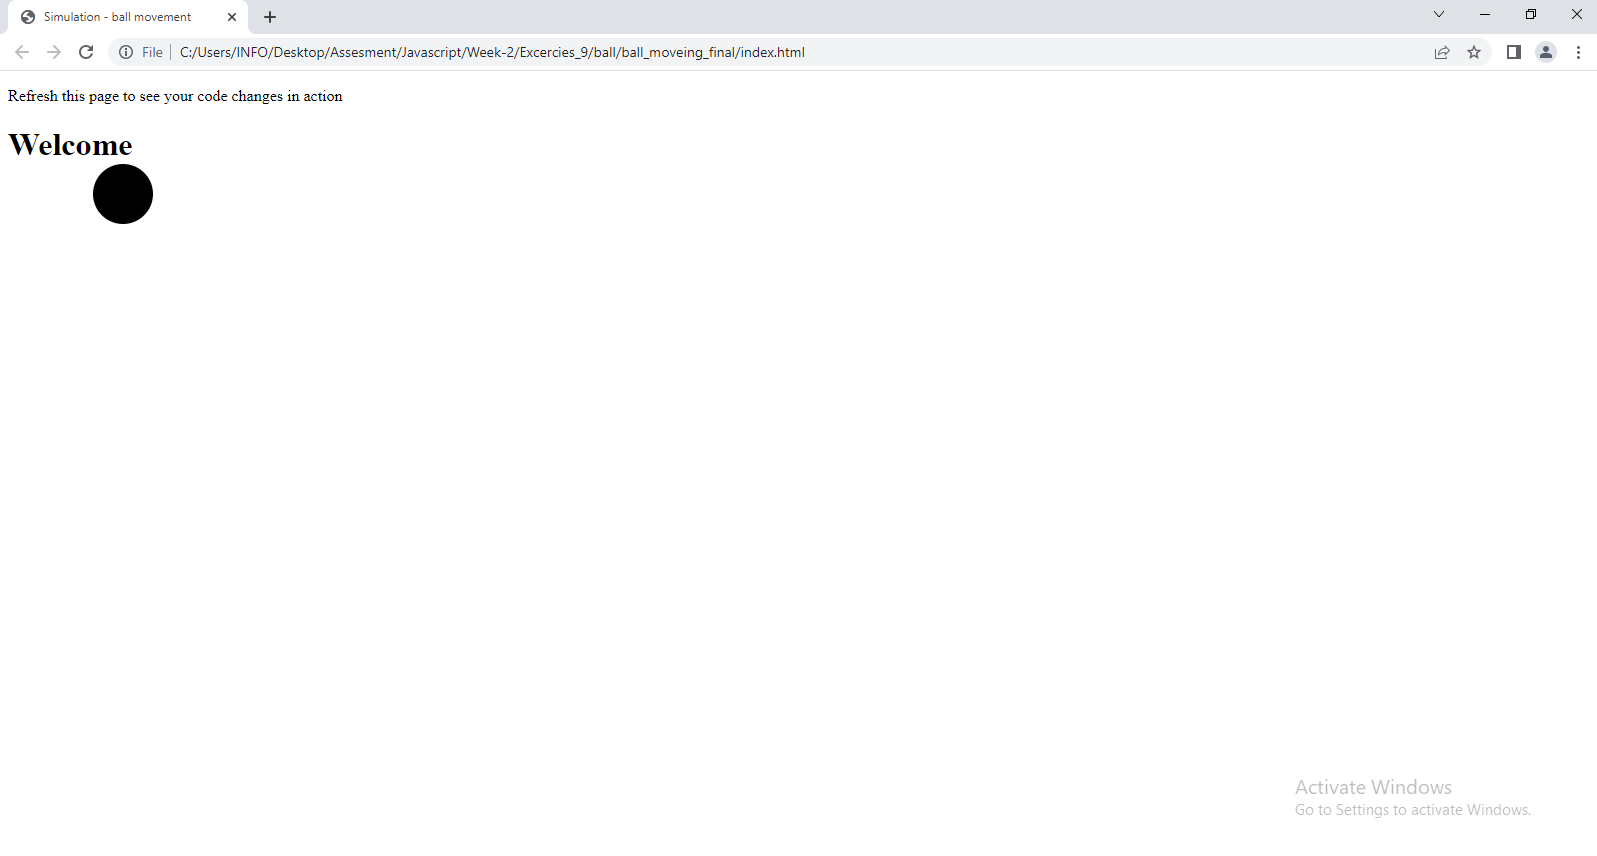 Simulation - ball movement
File C:/Users/INFO/Desktop/Assesment/Javascript/Week-2/Excercies_9/ball/ball_moveing_final/index.html
Refresh this page to see your code changes in action
Welcome
Activate Windows
Go to Settings to activate Windows.